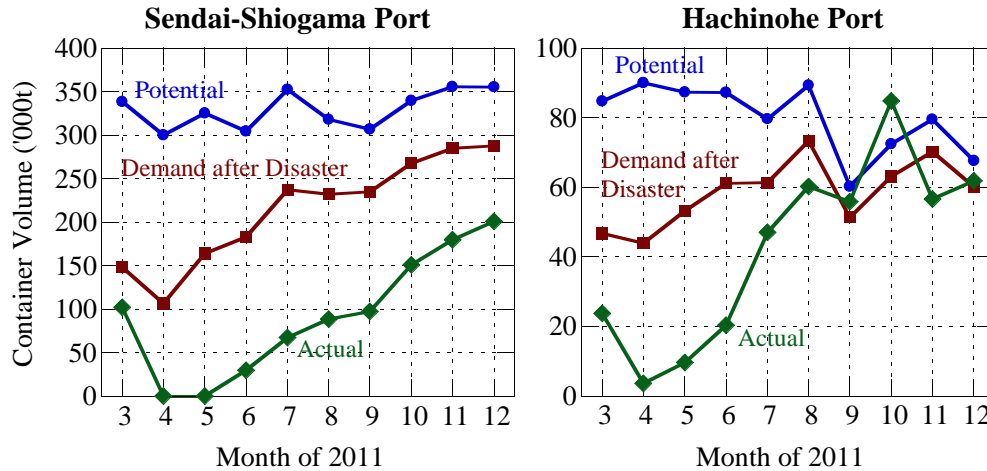 Sendai-Shiogama Port
Hachinohe Port
Container Volume ('000t)
400
350
300
250
200
150
100
50
0
Potential
Demand after Disaster
Actual
3 4 5 6 7 8 9 10 11 12
Month of 2011
100
80
60
40
20
0
Potential
Demand after
Disaster
Actual
3 4 5 6 7 8 9 10 11 12
Month of 2011